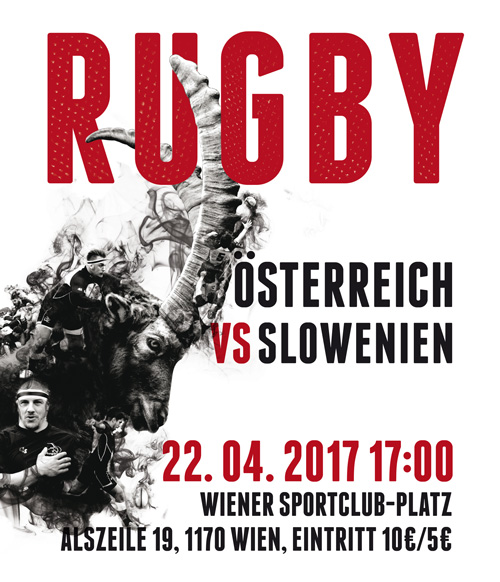 RUGBY
ÖSTERREICH
VS SLOWENIEN
22. 04. 2017 17:00
WIENER SPORTCLUB-PLATZ
ALSZEILE 19, 1170 WIEN, EINTRITT 10€/5€